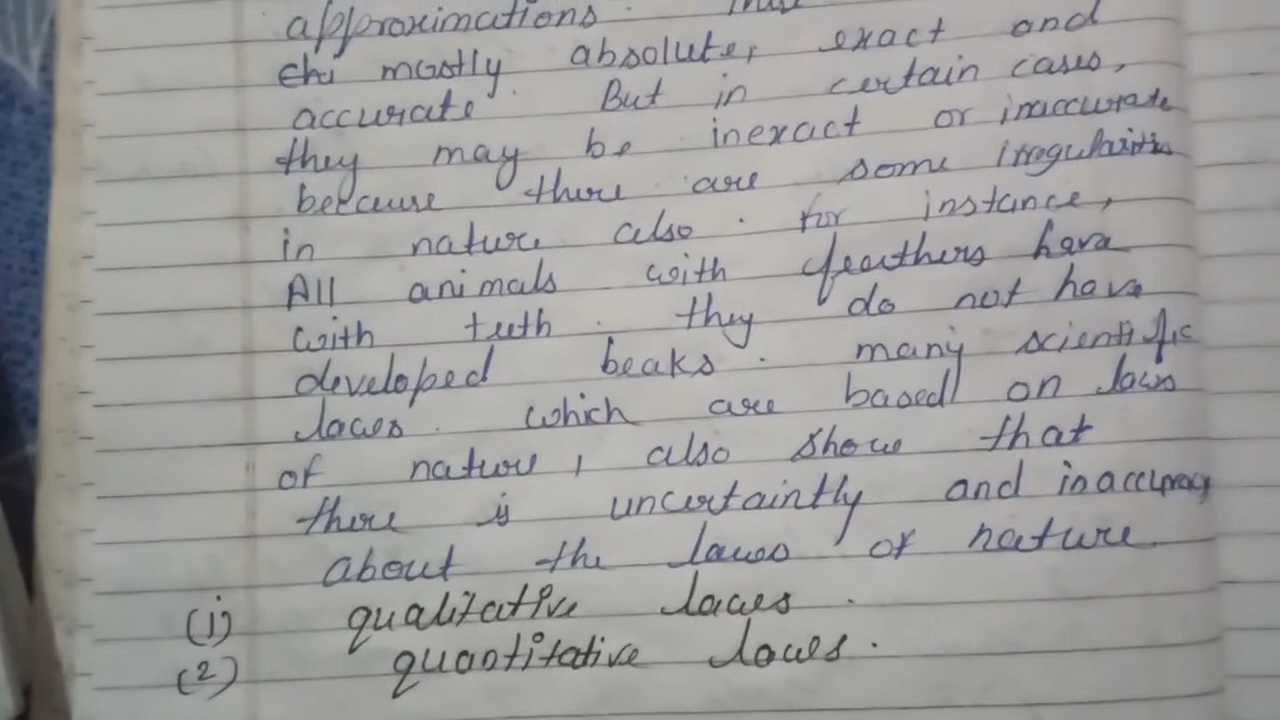 approximations.
mostly absolute, exact and
accurate. But in certain cases,
they may be inexact or inaccurate
because there are some irregularities
in nature also. for instance,
All animals with feathers have
with teeth. they do not have
developed beaks. many scientific
laws. which are based on laws
of nature, also show that
there is uncertaintly and inaccuracy
about the laws of nature.
(1) qualitative laws.
(2) quantitative laws.